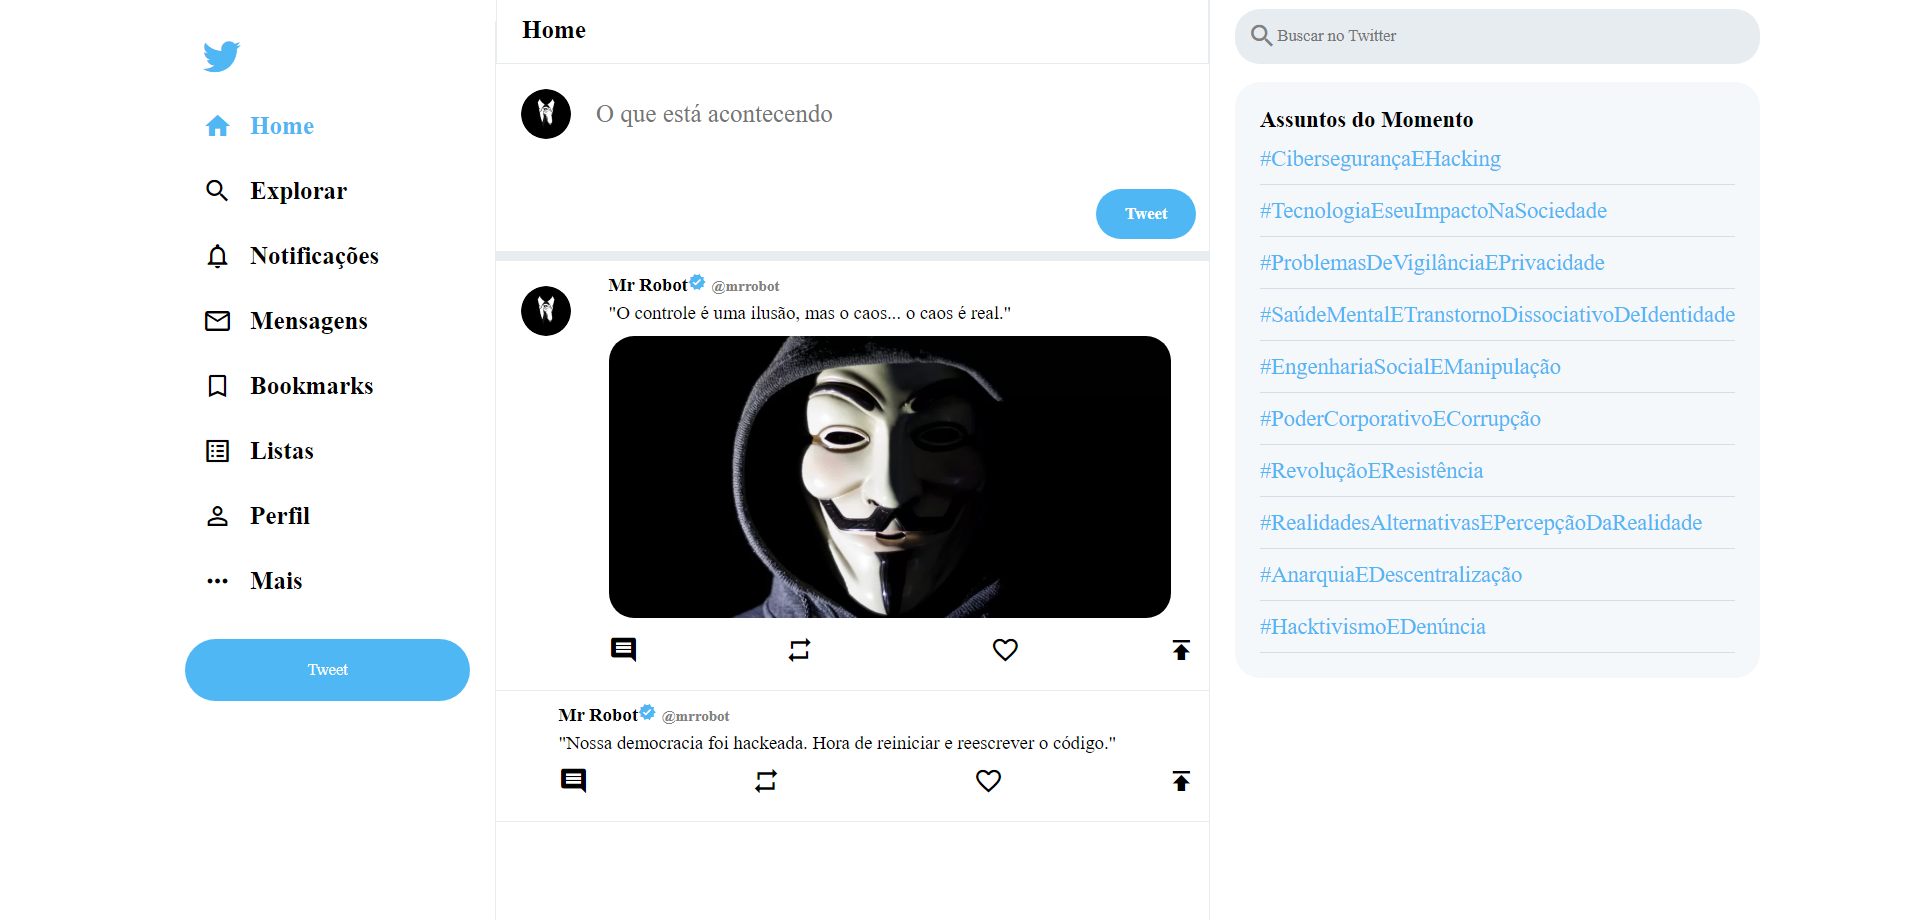 Home
Explorar
Notificações
Mensagens
Bookmarks
Listas
Perfil
Mais
Tweet
Home
O que está acontecendo
Tweet
Mr Robot @mrrobot
"O controle é uma ilusão, mas o caos... o caos é real."
Mr Robot @mrrobot
"Nossa democracia foi hackeada. Hora de reiniciar e reescrever o código."
Buscar no Twitter
Assuntos do Momento
#CibersegurançaEHacking
#TecnologiaEseuImpactoNaSociedade
#ProblemasDeVigilânciaEPrivacidade
#SaúdeMentalETranstornoDissociativoDeIdentidade
#EngenhariaSocialEManipulação
#PoderCorporativoECorrupção
#RevoluçãoEResistência
#RealidadesAlternativasEPercepçãoDaRealidade
#AnarquiaEDescentralização
#HacktivismoEDenúncia